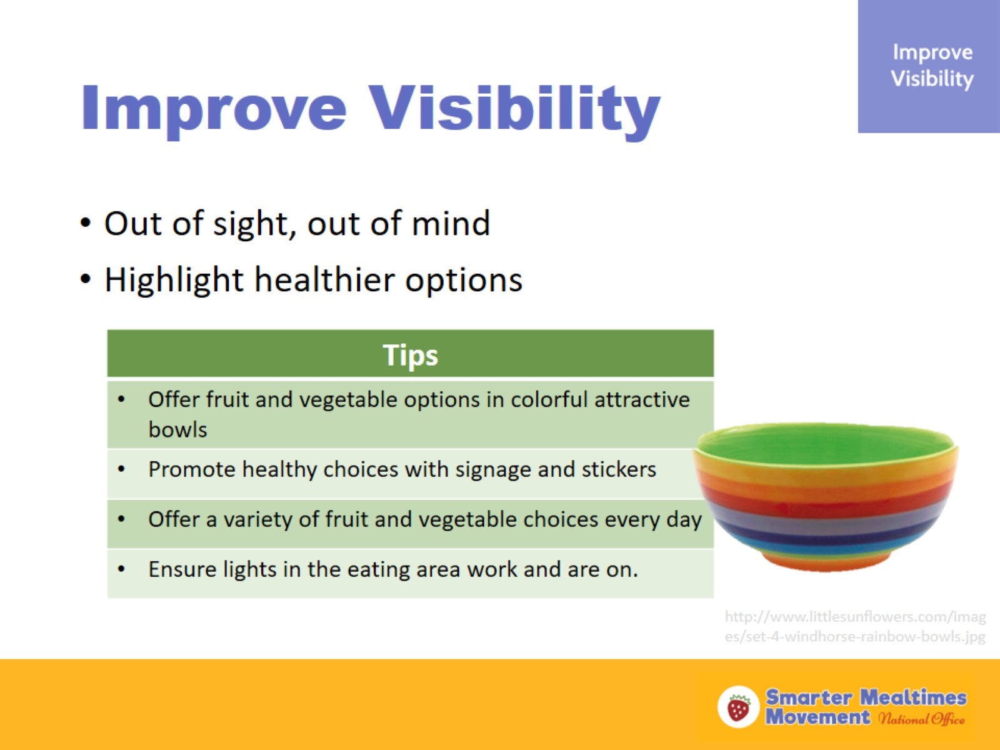 Improve
Visibility
Improve Visibility
• Out of sight, out of mind
• Highlight healthier options
Tips
• Offer fruit and vegetable options in colorful attractive
bowls
• Promote healthy choices with signage and stickers
• Offer a variety of fruit and vegetable choices every day
• Ensure lights in the eating area work and are on.
http://www.littlesunflowers.com/imag
es/set-4-windhorse-rainbow-bowls.jpg
Smarter Mealtimes
Movement National Office